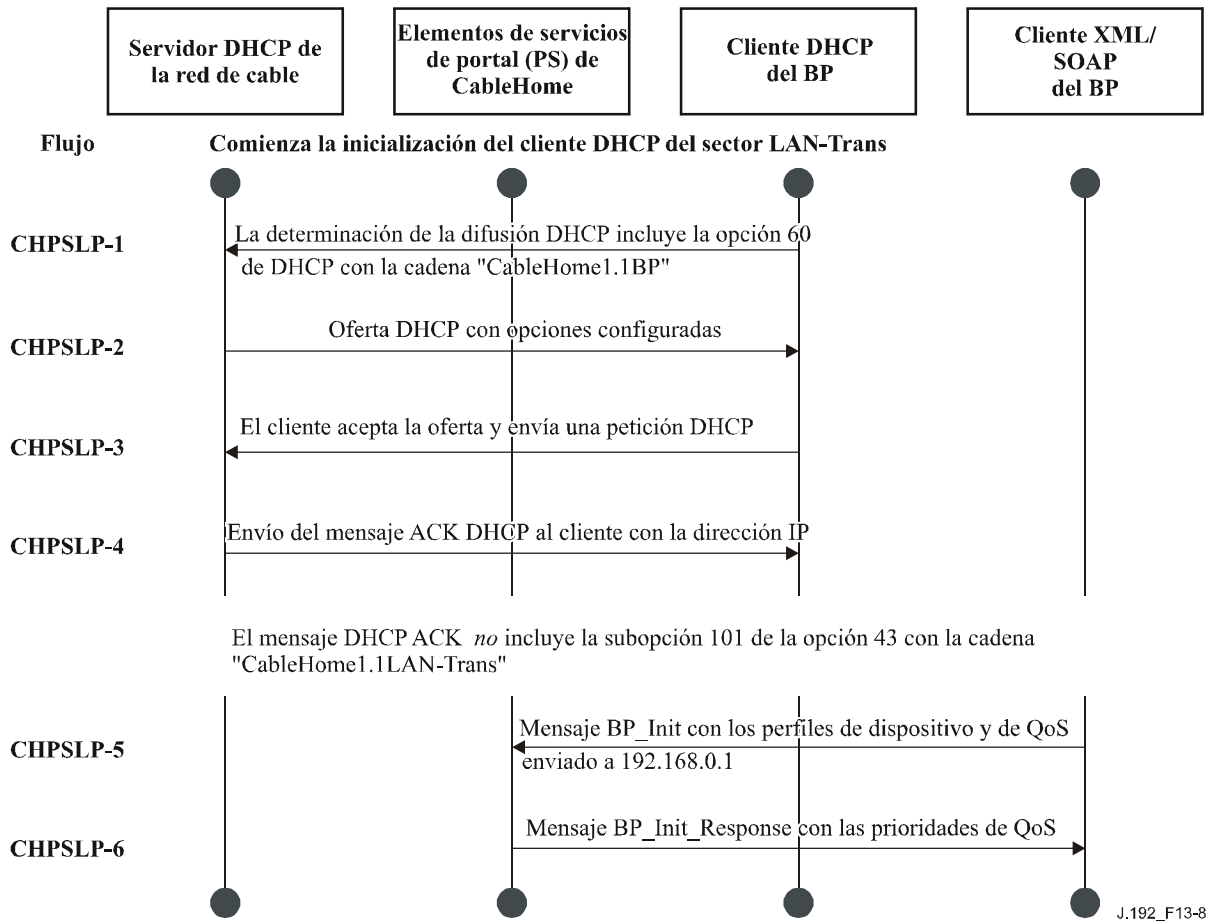 Servidor DHCP de
la red de cable
Elementos de servicios
de portal (PS) de
CableHome
Cliente DHCP
del BP
Cliente XML/
SOAP
del BP
Flujo
Comienza la inicialización del cliente DHCP del sector LAN-Trans
CHPSLP-1
La determinación de la difusión DHCP incluye la opción 60
de DHCP con la cadena "CableHome1.1BP"
CHPSLP-2
Oferta DHCP con opciones configuradas
CHPSLP-3
El cliente acepta la oferta y envía una petición DHCP
CHPSLP-4
Envío del mensaje ACK DHCP al cliente con la dirección IP
El mensaje DHCP ACK no incluye la subopción 101 de la opción 43 con la cadena
"CableHome1.1LAN-Trans"
CHPSLP-5
Mensaje BP_Init con los perfiles de dispositivo y de QoS
enviado a 192.168.0.1
CHPSLP-6
Mensaje BP_Init_Response con las prioridades de QoS
J.192_F13-8